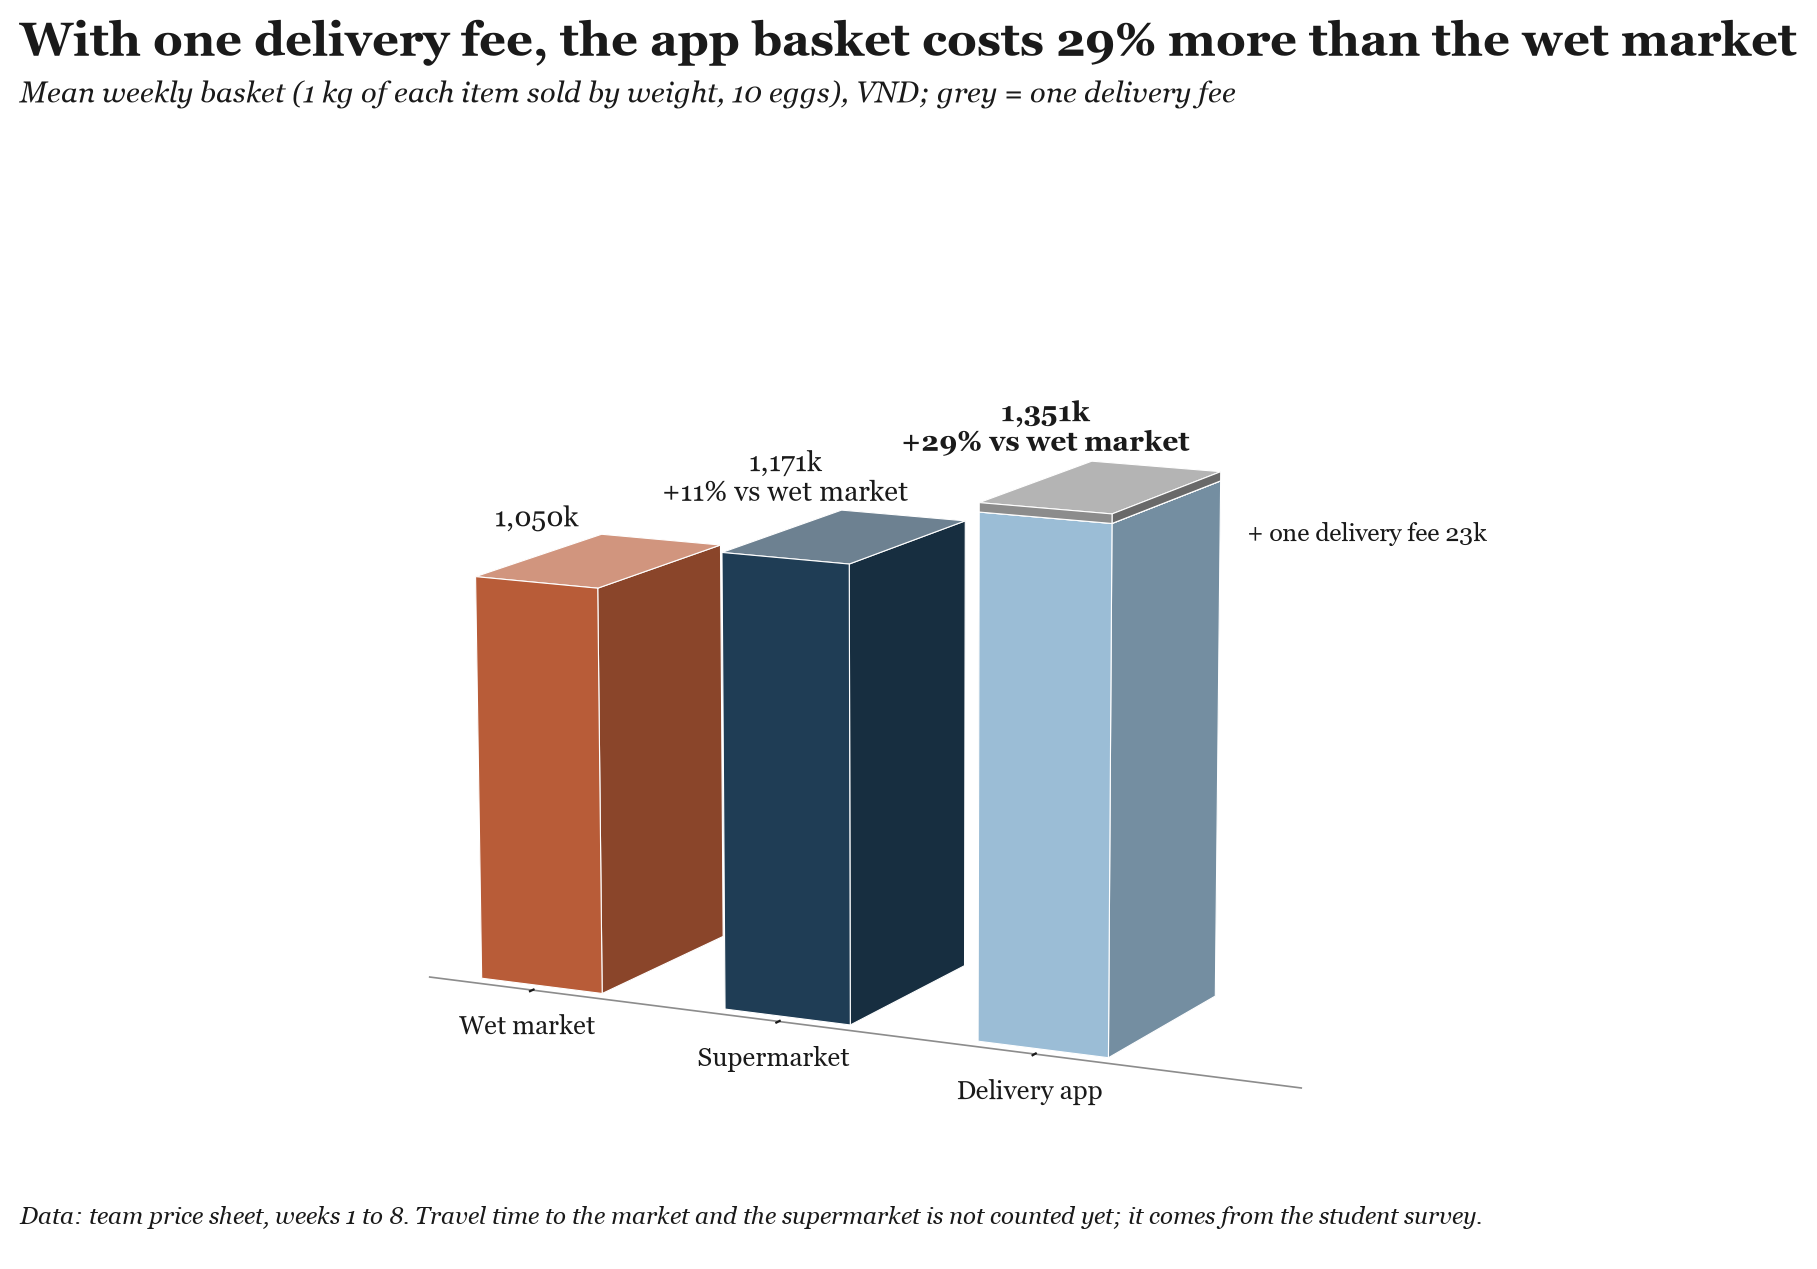 With one delivery fee, the app basket costs 29% more than the wet market
Mean weekly basket (1 kg of each item sold by weight, 10 eggs), VND; grey = one delivery fee
1,351k
+29% vs wet market
1,171k
+11% vs wet market
1,050k
+ one delivery fee 23k
Wet market
Supermarket
Delivery app
Data: team price sheet, weeks 1 to 8. Travel time to the market and the supermarket is not counted yet; it comes from the student survey.